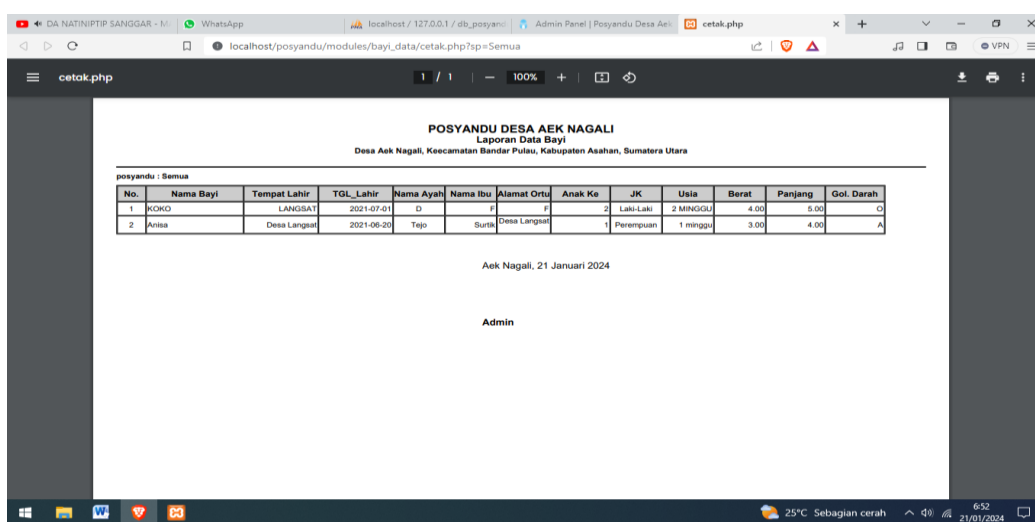 DA NATINIPTIP SANGGAR - Mi WhatsApp localhost / 127.0.0.1 / db_posyand Admin Panel | Posyandu Desa Aek cetak.php
localhost/posyandu/modules/bayi_data/cetak.php?sp=Semua VPN
cetak.php 1 / 1 100%
POSYANDU DESA AEK NAGALI
Laporan Data Bayi
Desa Aek Nagali, Keecamatan Bandar Pulau, Kabupaten Asahan, Sumatera Utara
posyandu : Semua
No. Nama Bayi Tempat Lahir TGL_Lahir Nama Ayah Nama Ibu Alamat Ortu Anak Ke JK Usia Berat Panjang Gol. Darah
1 KOKO LANGSAT 2021-07-01 D F F 2 Laki-Laki 2 MINGGU 4.00 5.00 O
2 Anisa Desa Langsat 2021-06-20 Tejo Surtik Desa Langsat 1 Perempuan 1 minggu 3.00 4.00 A
Aek Nagali, 21 Januari 2024
Admin
25°C Sebagian cerah 6:52
21/01/2024